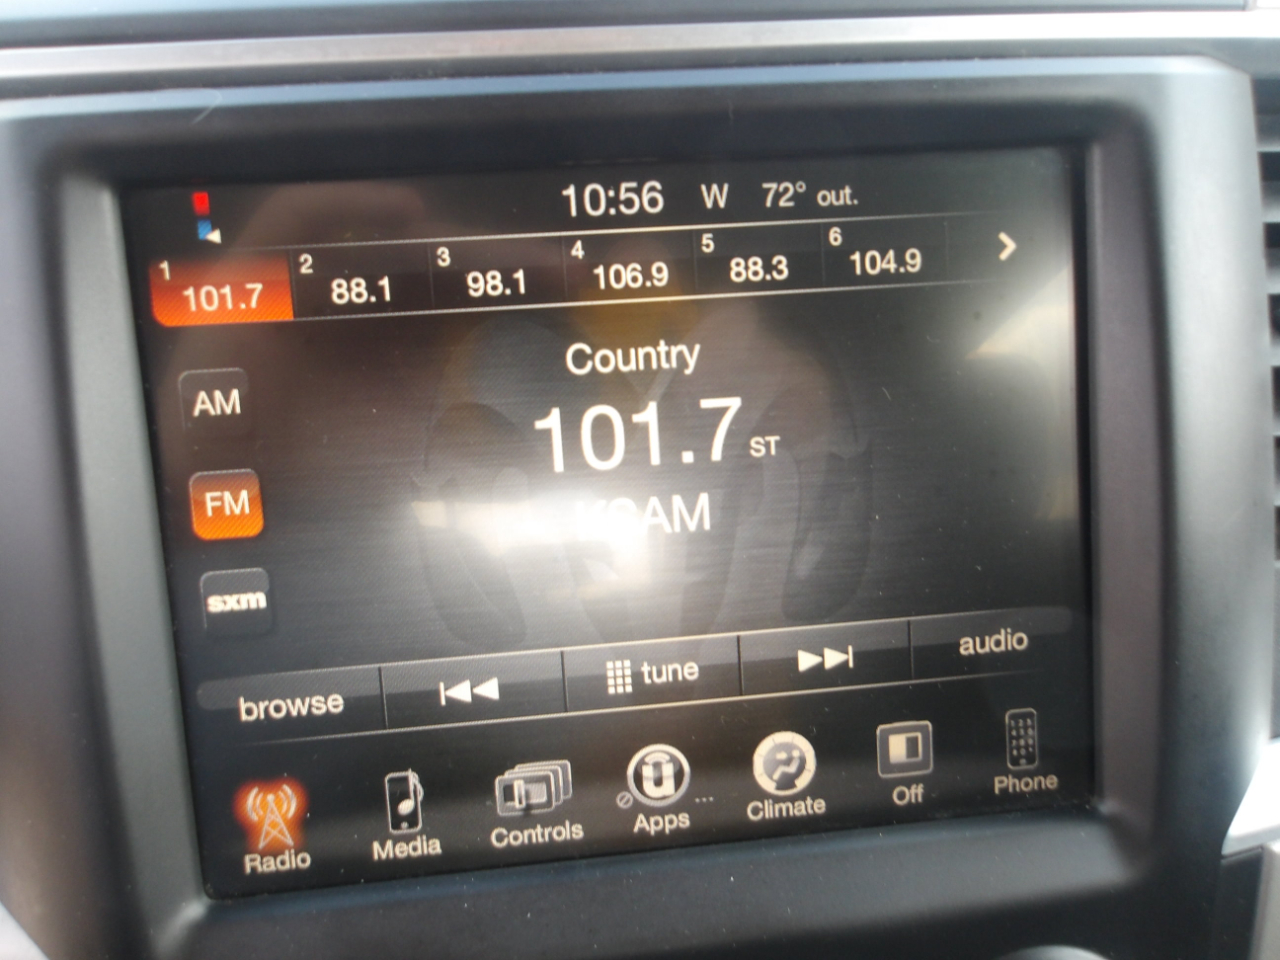 10:56 W 72° out.
1 2 3 4 5 6
101.7 88.1 98.1 106.9 88.3 104.9
Country
AM
101.7 ST
FM
KSAM
sxm
browse tune audio
Radio Media Controls Apps ... Climate Off Phone